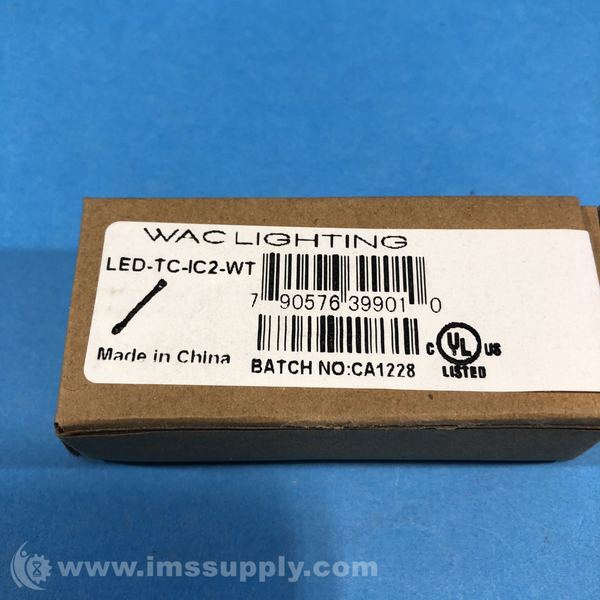 WAC LIGHTING
LED-TC-IC2-WT
7 90576 39901 0
Made in China
BATCH NO:CA1228
C UL US
LISTED
www.imssupply.com